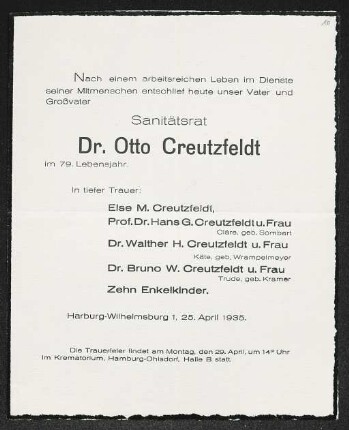 Nach einem arbeitsreichen Leben im Dienste
seiner Mitmenschen entschlief heute unser Vater und
Großvater
Sanitätsrat
Dr. Otto Creutzfeldt
im 79. Lebensjahr.
In tiefer Trauer:
Else M. Creutzfeldt,
Prof. Dr. Hans G. Creutzfeldt u. Frau
Cläre, geb. Sombart
Dr. Walther H. Creutzfeldt u. Frau
Käte, geb. Wrampelmeyer
Dr. Bruno W. Creutzfeldt u. Frau
Trude, geb. Kramer
Zehn Enkelkinder.
Harburg-Wilhelmsburg 1, 25. April 1935.
Die Trauerfeier findet am Montag, den 29. April, um Uhr
im Krematorium, Hamburg-Ohlsdorf, Halle B statt.